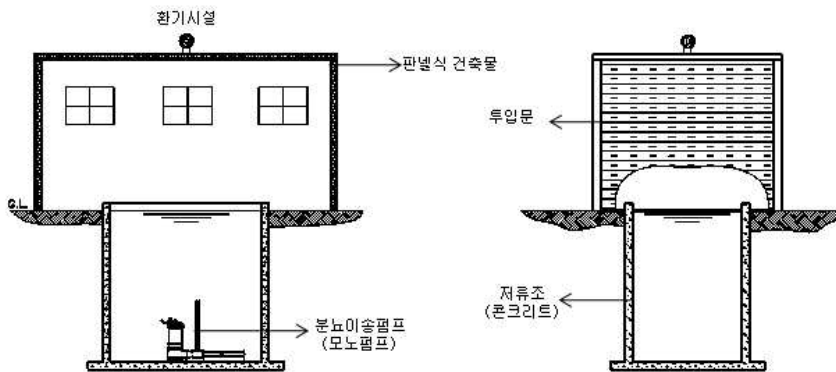 환기시설
판넬식 건축물
투입문
G.L
분뇨이송펌프
(모노펌프)
저류조
(콘크리트)